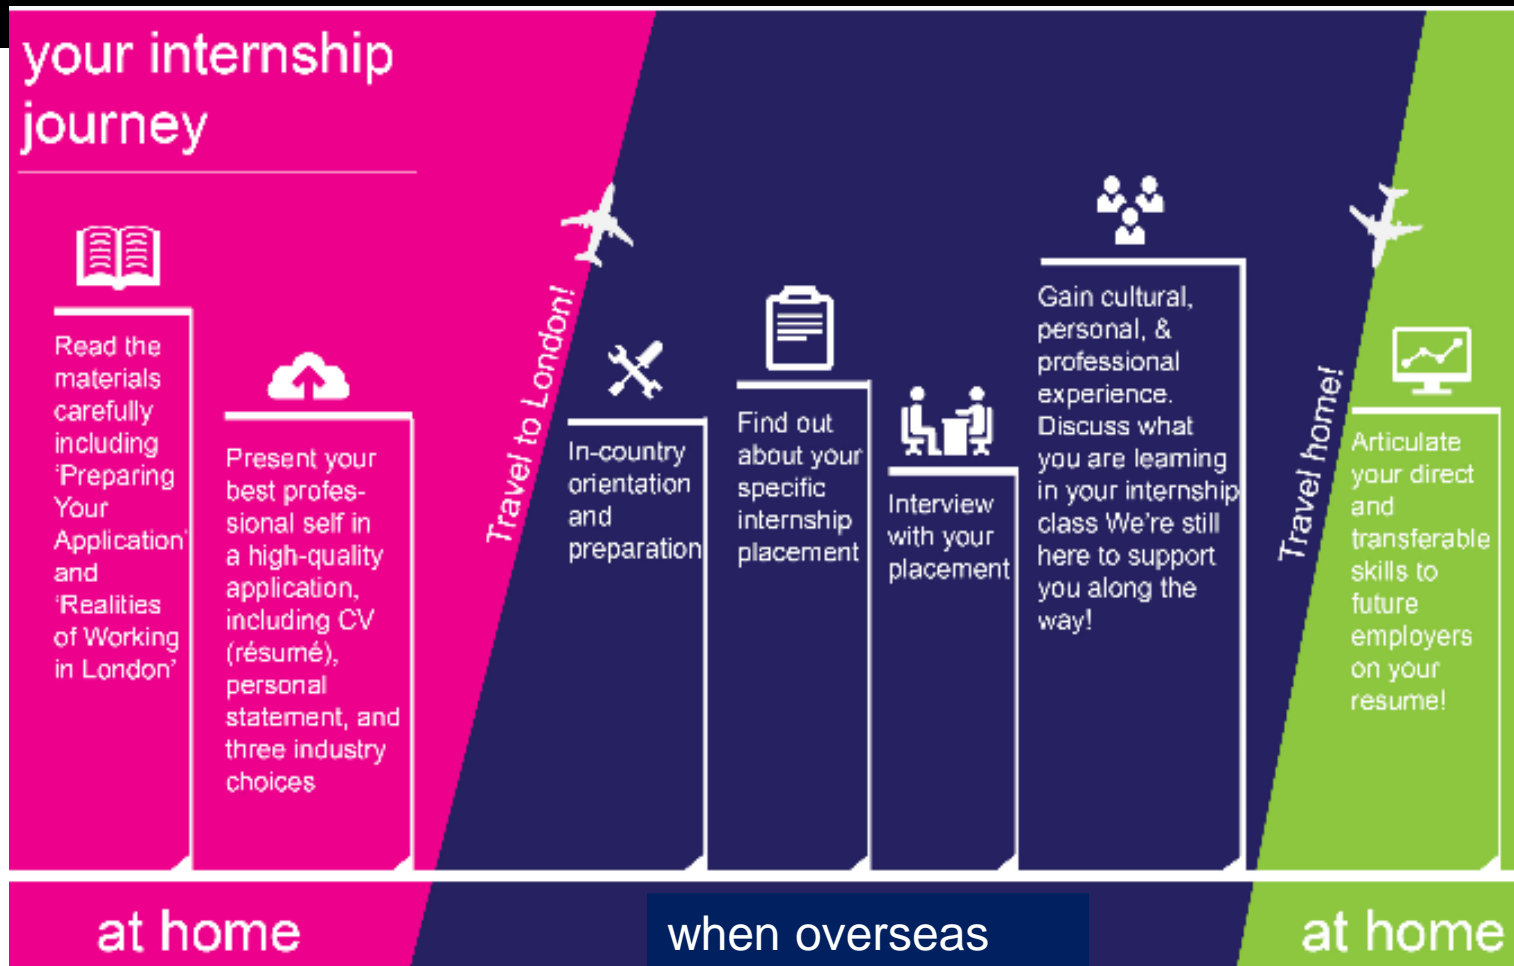 your internship
journey
Read the
materials
carefully
including
‘Preparing
Your
Application’
and
‘Realities
of Working
in London’
Present your
best profes-
sional self in
a high-quality
application,
including CV
(résumé),
personal
statement, and
three industry
choices
Travel to London!
In-country
orientation
and
preparation
Find out
about your
specific
internship
placement
Interview
with your
placement
Gain cultural,
personal, &
professional
experience.
Discuss what
you are learning
in your internship
class We’re still
here to support
you along the
way!
Travel home!
Articulate
your direct
and
transferable
skills to
future
employers
on your
resume!
at home
when overseas
at home